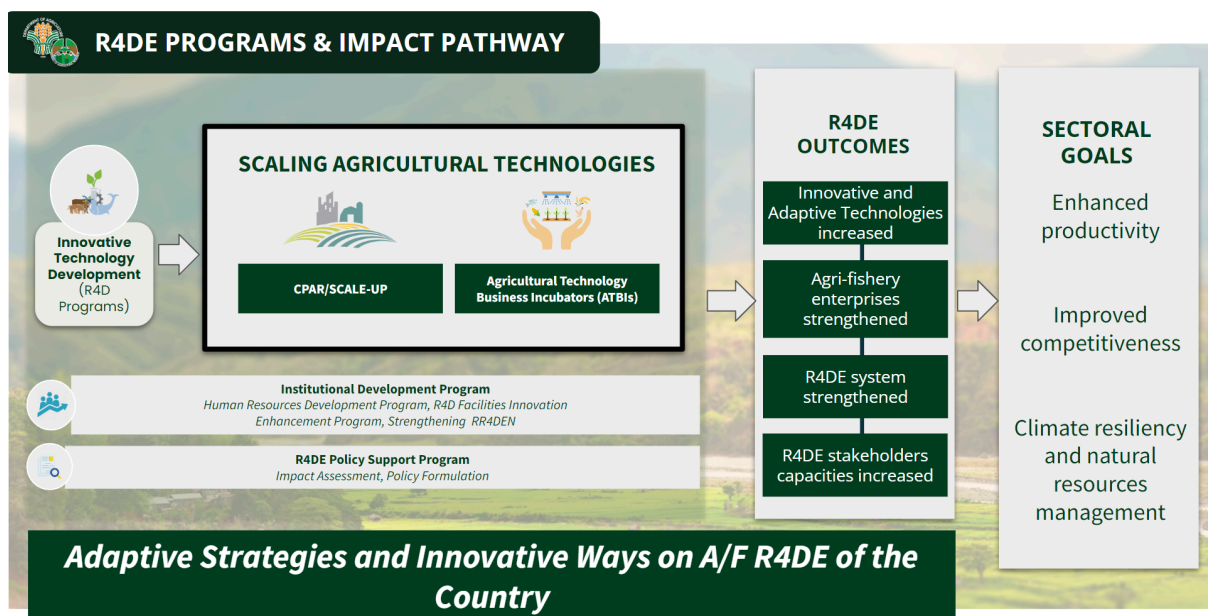 R4DE PROGRAMS & IMPACT PATHWAY
Innovative
Technology
Development
(R4D
Programs)
SCALING AGRICULTURAL TECHNOLOGIES
CPAR/SCALE-UP
Agricultural Technology
Business Incubators (ATBIs)
Institutional Development Program
Human Resources Development Program, R4D Facilities Innovation
Enhancement Program, Strengthening RR4DEN
R4DE Policy Support Program
Impact Assessment, Policy Formulation
R4DE
OUTCOMES
Innovative and
Adaptive Technologies
increased
Agri-fishery
enterprises
strengthened
R4DE system
strengthened
R4DE stakeholders
capacities increased
SECTORAL
GOALS
Enhanced
productivity
Improved
competitiveness
Climate resiliency
and natural
resources
management
Adaptive Strategies and Innovative Ways on A/F R4DE of the
Country